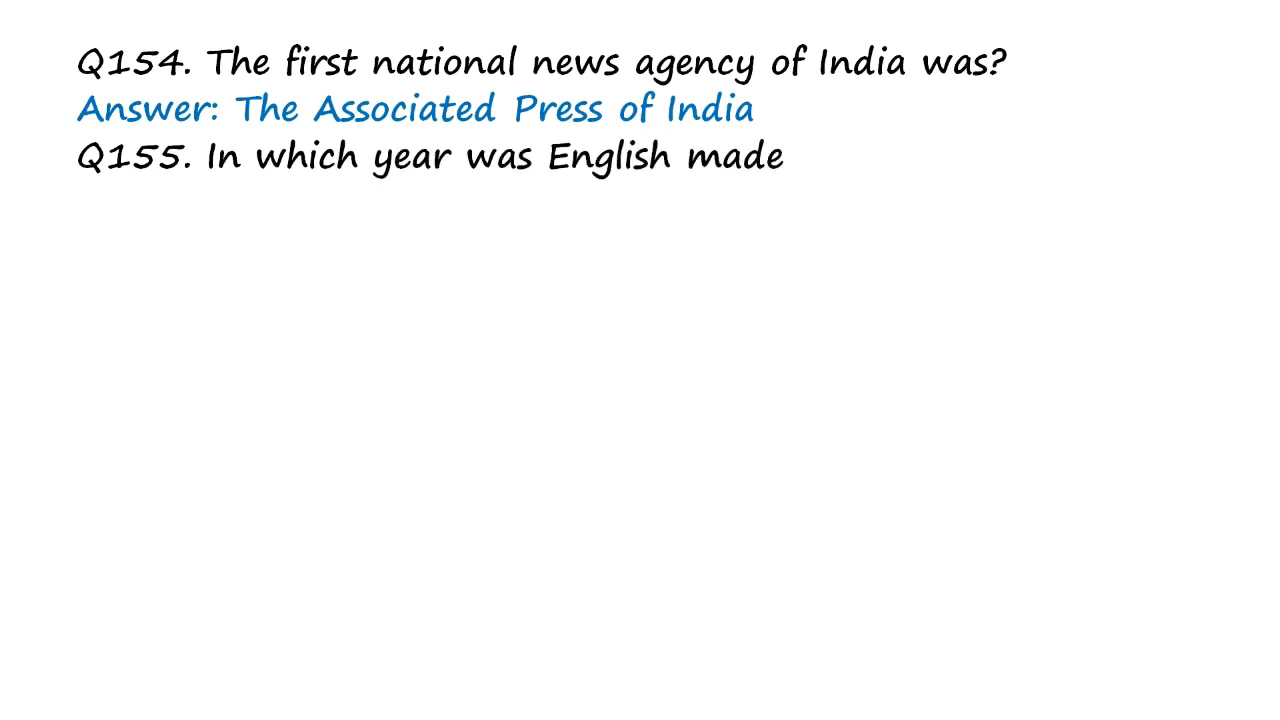 Q154. The first national news agency of India was?
Answer: The Associated Press of India
Q155. In which year was English made